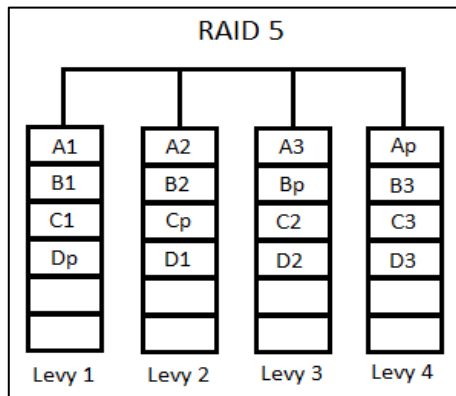 RAID 5
A1 A2 A3 Ap
B1 B2 Bp B3
C1 Cp C2 C3
Dp D1 D2 D3
Levy 1 Levy 2 Levy 3 Levy 4